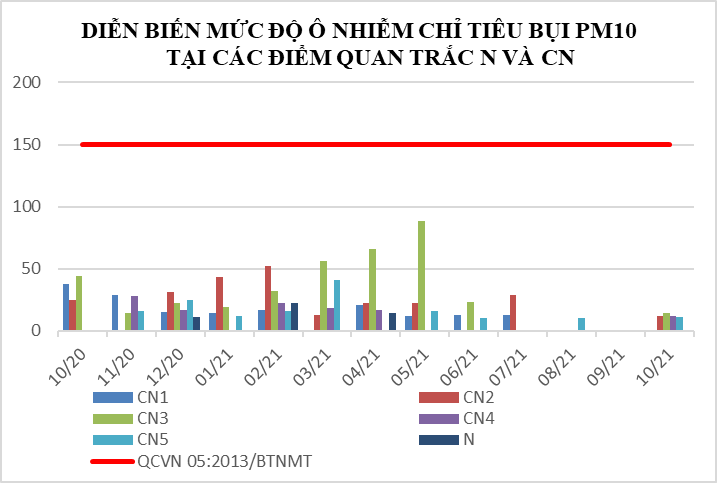 DIỄN BIẾN MỨC ĐỘ Ô NHIỄM CHỈ TIÊU BỤI PM10
TẠI CÁC ĐIỂM QUAN TRẮC N VÀ CN
200
150
100
50
0
10/20 11/20 12/20 01/21 02/21 03/21 04/21 05/21 06/21 07/21 08/21 09/21 10/21
CN1 CN2
CN3 CN4
CN5 N
QCVN 05:2013/BTNMT